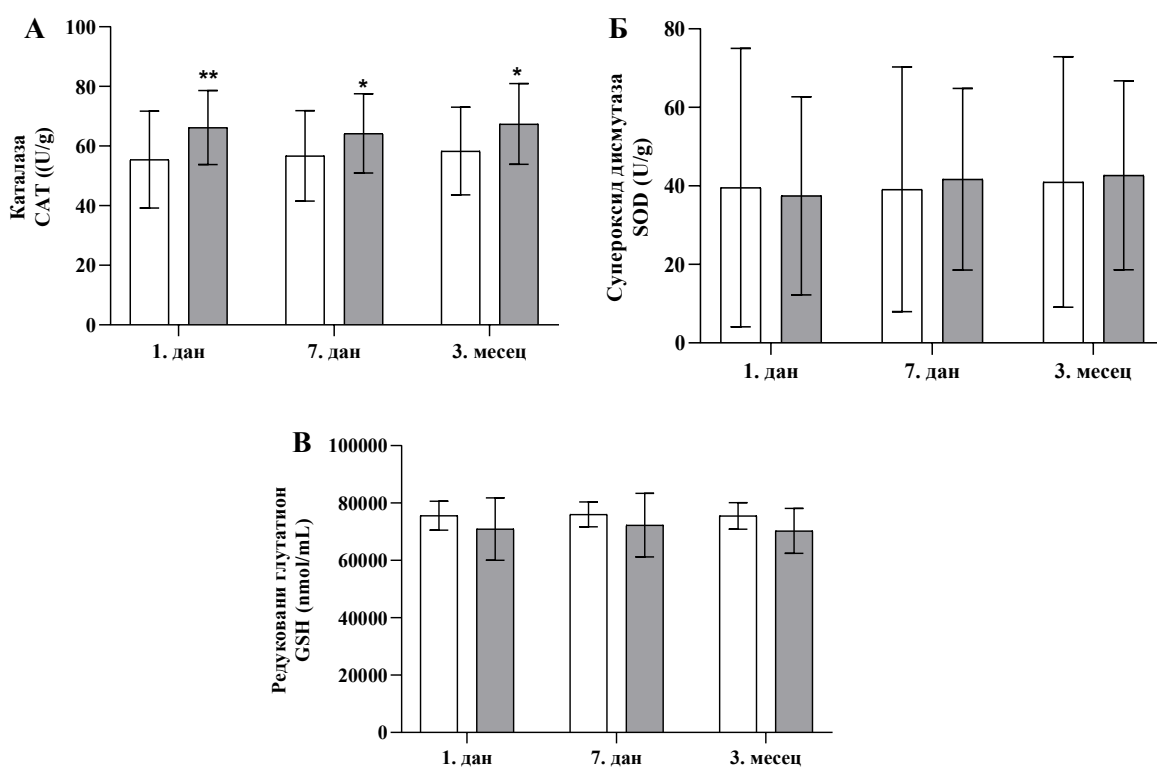 А
Каталаза
CAT ((U/g)
100
80
60
40
20
0
**
*
*
1. дан
7. дан
3. месец
Б
Супероксид дисмутаза
SOD (U/g)
80
60
40
20
0
1. дан
7. дан
3. месец
В
Редуковани глутатион
GSH (nmol/mL)
100000
80000
60000
40000
20000
0
1. дан
7. дан
3. месец